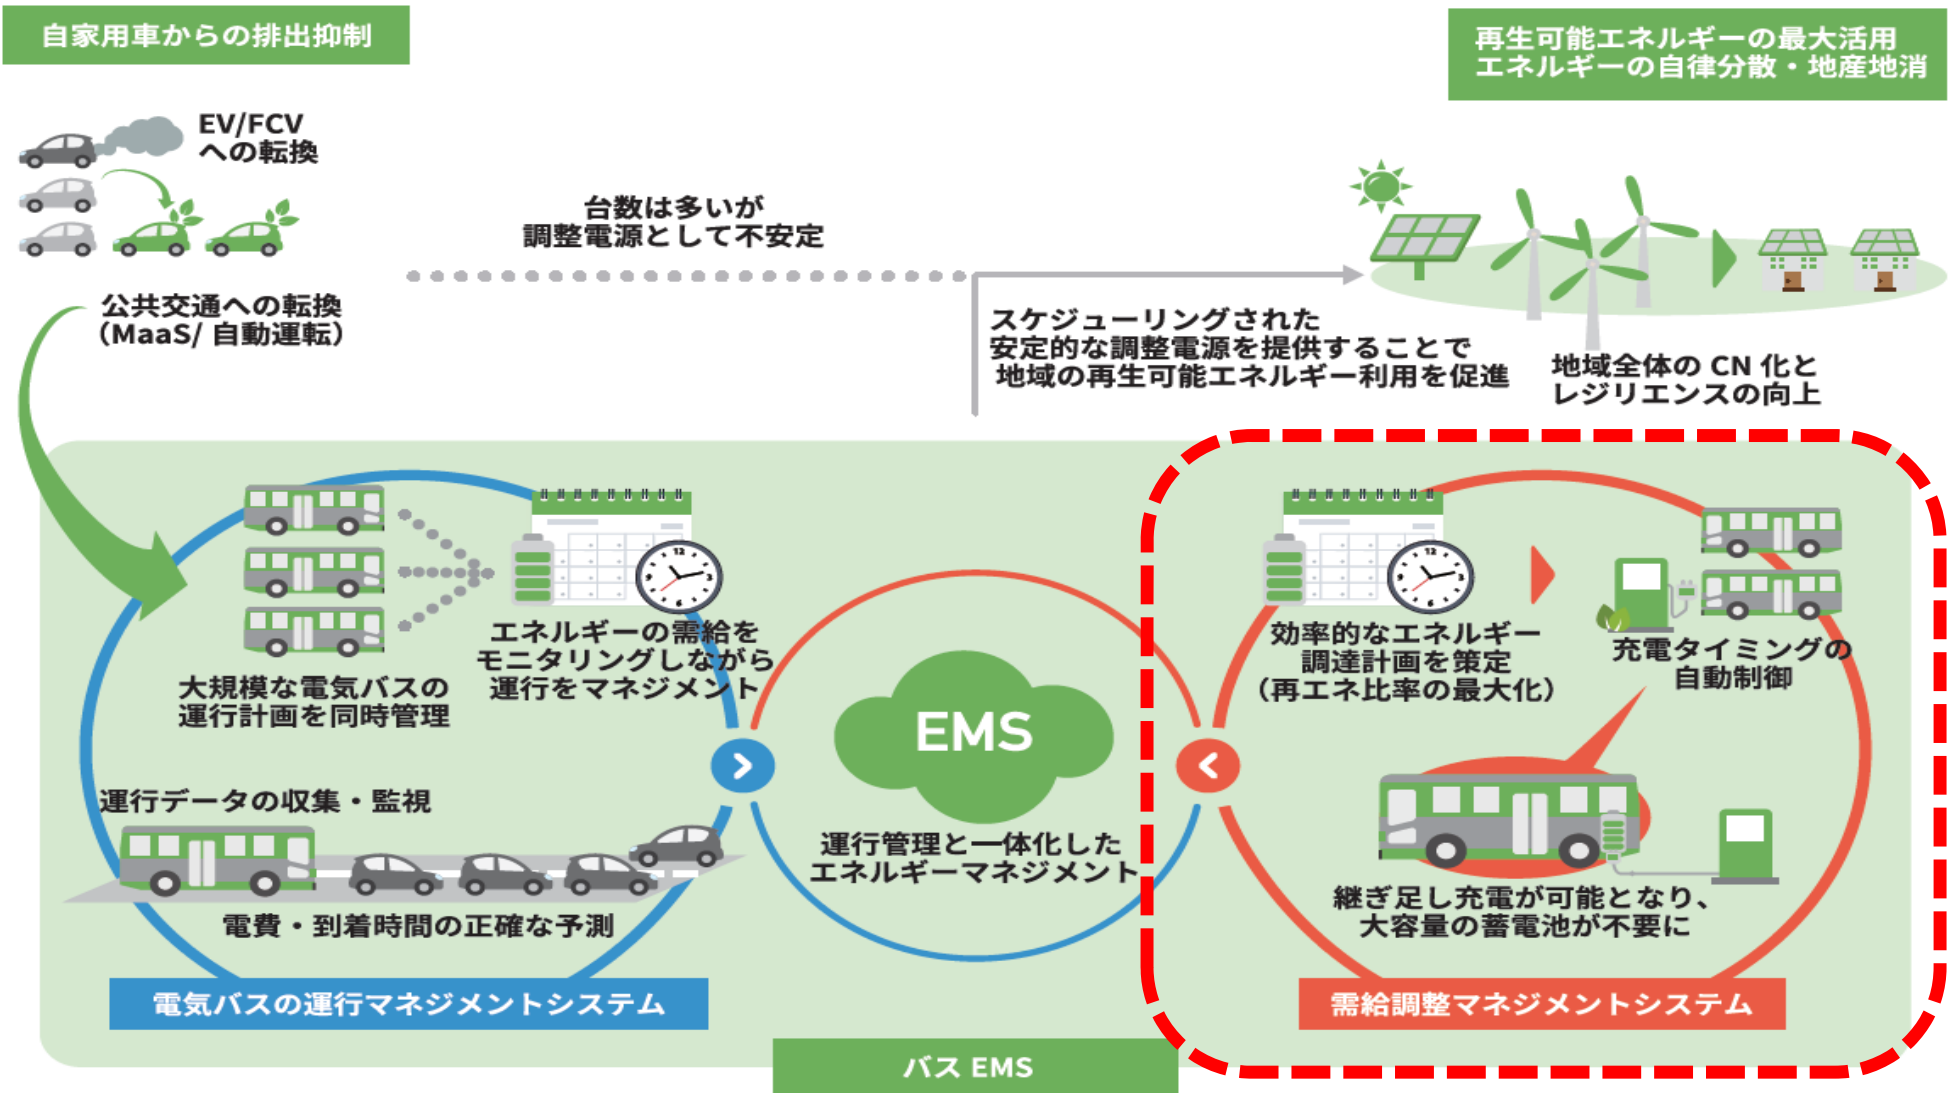 自家用車からの排出抑制
再生可能エネルギーの最大活用
エネルギーの自律分散・地産地消
EV/FCV
への転換
台数は多いが
調整電源として不安定
公共交通への転換
（MaaS/ 自動運転）
スケジューリングされた
安定的な調整電源を提供することで
地域の再生可能エネルギー利用を促進
地域全体の CN 化と
レジリエンスの向上
大規模な電気バスの
運行計画を同時管理
エネルギーの需給を
モニタリングしながら
運行をマネジメント
運行データの収集・監視
電費・到着時間の正確な予測
電気バスの運行マネジメントシステム
EMS
運行管理と一体化した
エネルギーマネジメント
効率的なエネルギー
調達計画を策定
（再エネ比率の最大化）
充電タイミングの
自動制御
継ぎ足し充電が可能となり、
大容量の蓄電池が不要に
需給調整マネジメントシステム
バス EMS